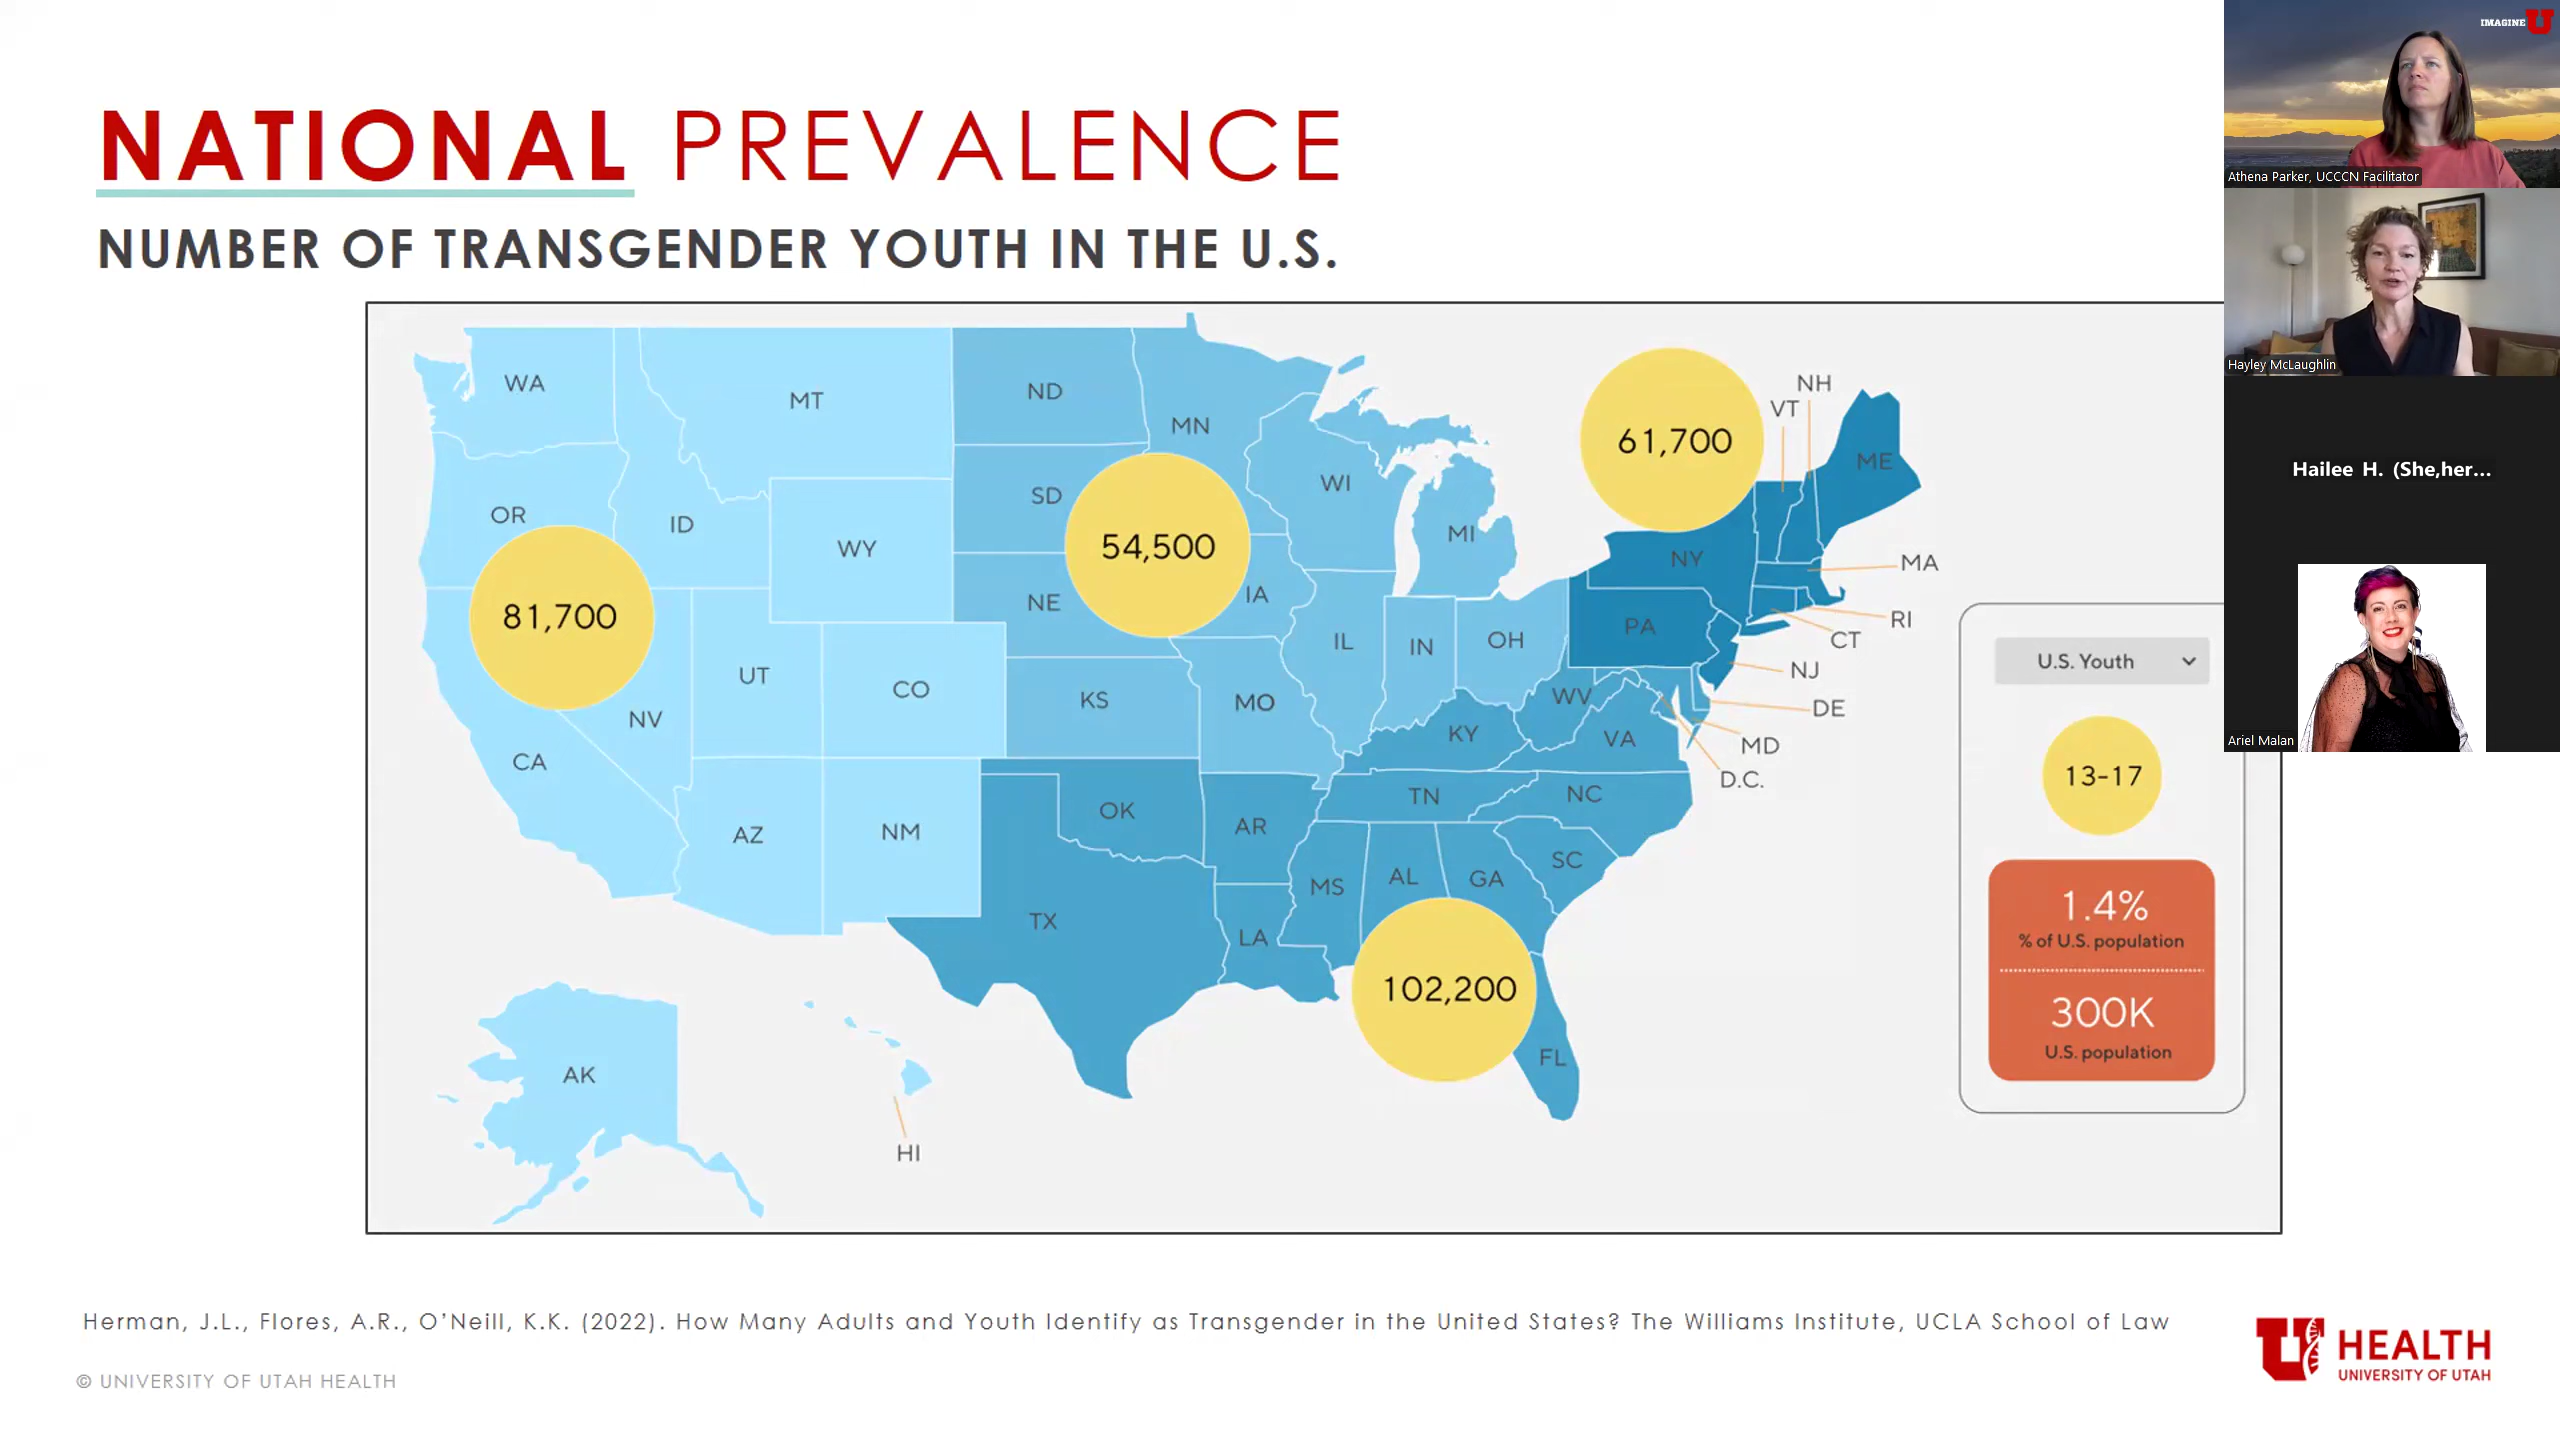 NATIONAL PREVALENCE
NUMBER OF TRANSGENDER YOUTH IN THE U.S.
WA
MT
ND
MN
OR
ID
WY
SD
WI
MI
NE
IA
NV
UT
CO
KS
MO
IL
IN
OH
CA
AZ
NM
OK
AR
TX
LA
MS
AL
GA
SC
NC
TN
KY
WV
VA
FL
PA
NY
VT
NH
ME
MA
RI
CT
NJ
DE
MD
D.C.
AK
HI
81,700
54,500
61,700
102,200
U.S. Youth
13-17
1.4%
% of U.S. population
300K
U.S. population
Herman, J.L., Flores, A.R., O'Neill, K.K. (2022). How Many Adults and Youth Identify as Transgender in the United States? The Williams Institute, UCLA School of Law
© UNIVERSITY OF UTAH HEALTH
U HEALTH
UNIVERSITY OF UTAH
IMAGINE U
Athena Parker, UCCCN Facilitator
Hayley McLaughlin
Hailee H. (She,her...
Ariel Malan